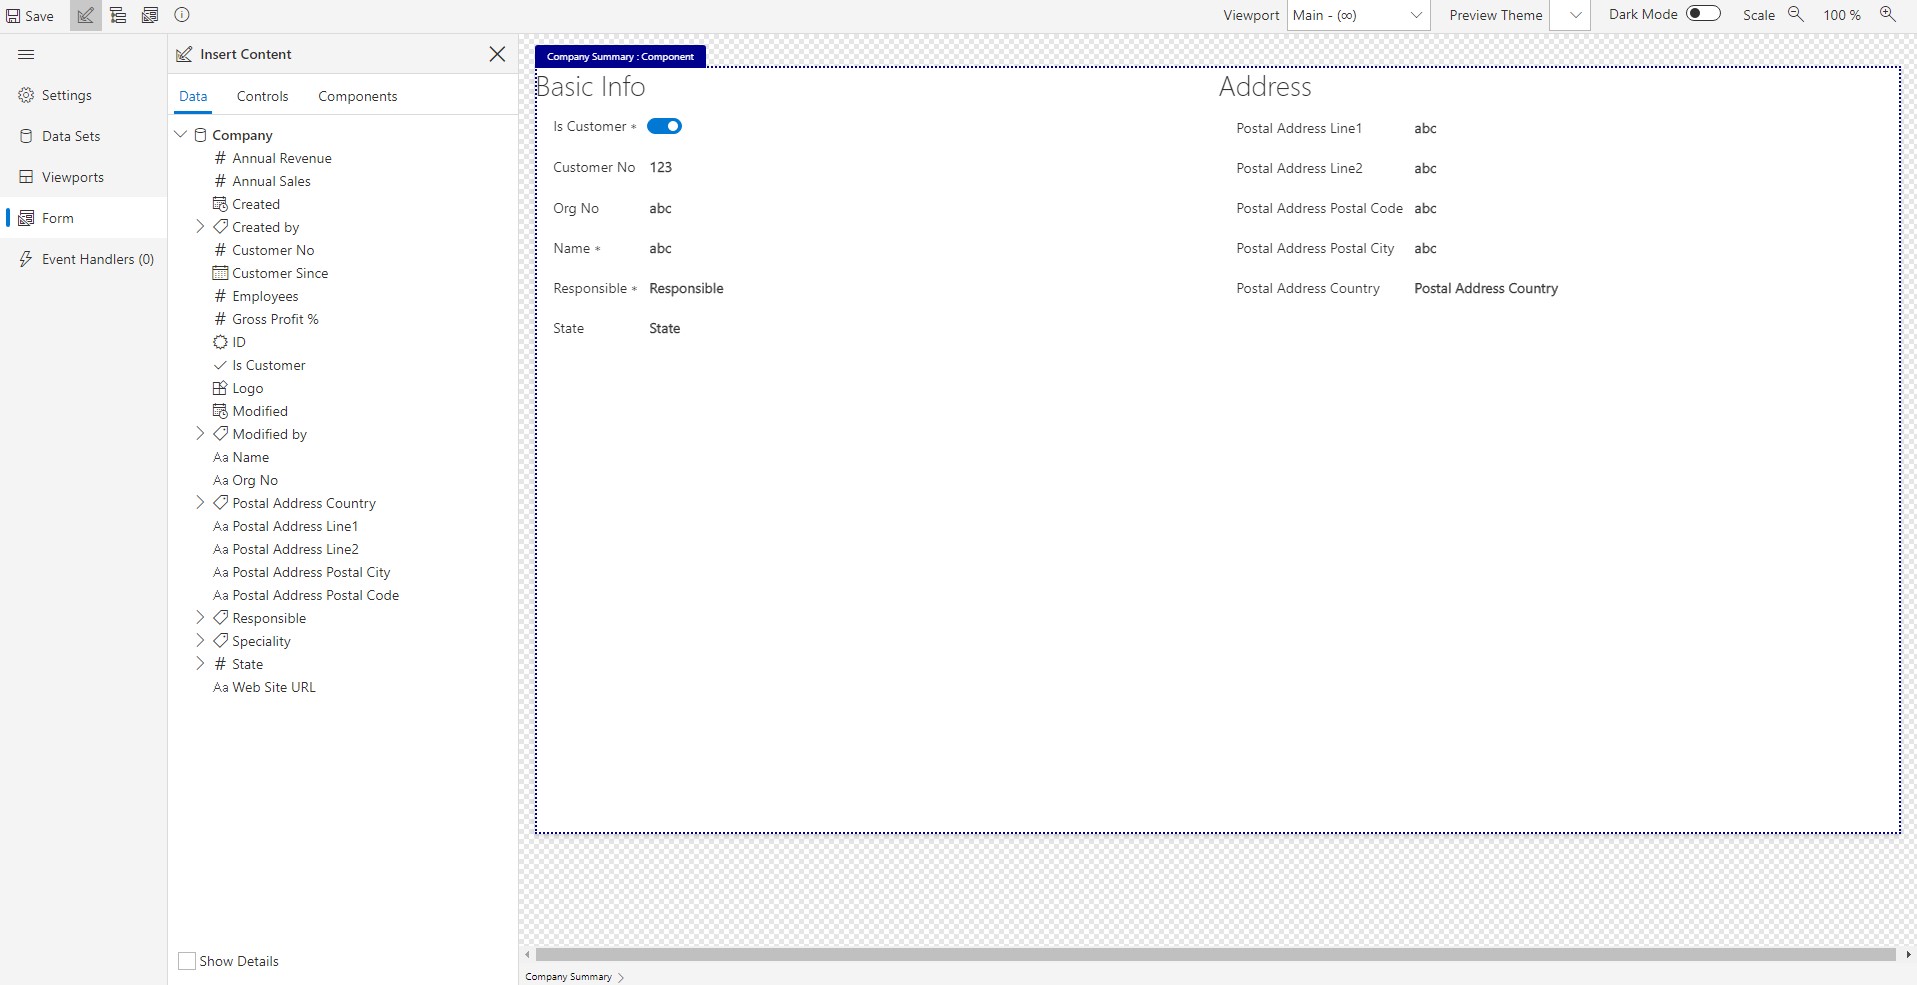 Save
Viewport Main - (∞) Preview Theme Dark Mode Scale 100 %
Settings
Data Sets
Viewports
Form
Event Handlers (0)
Insert Content
Data Controls Components
Company
# Annual Revenue
# Annual Sales
Created
Created by
# Customer No
Customer Since
# Employees
# Gross Profit %
ID
Is Customer
Logo
Modified
Modified by
Aa Name
Aa Org No
Postal Address Country
Aa Postal Address Line1
Aa Postal Address Line2
Aa Postal Address Postal City
Aa Postal Address Postal Code
Responsible
Speciality
# State
Aa Web Site URL
Show Details
Company Summary : Component
Basic Info
Is Customer *
Customer No 123
Org No abc
Name * abc
Responsible * Responsible
State State
Address
Postal Address Line1 abc
Postal Address Line2 abc
Postal Address Postal Code abc
Postal Address Postal City abc
Postal Address Country Postal Address Country
Company Summary